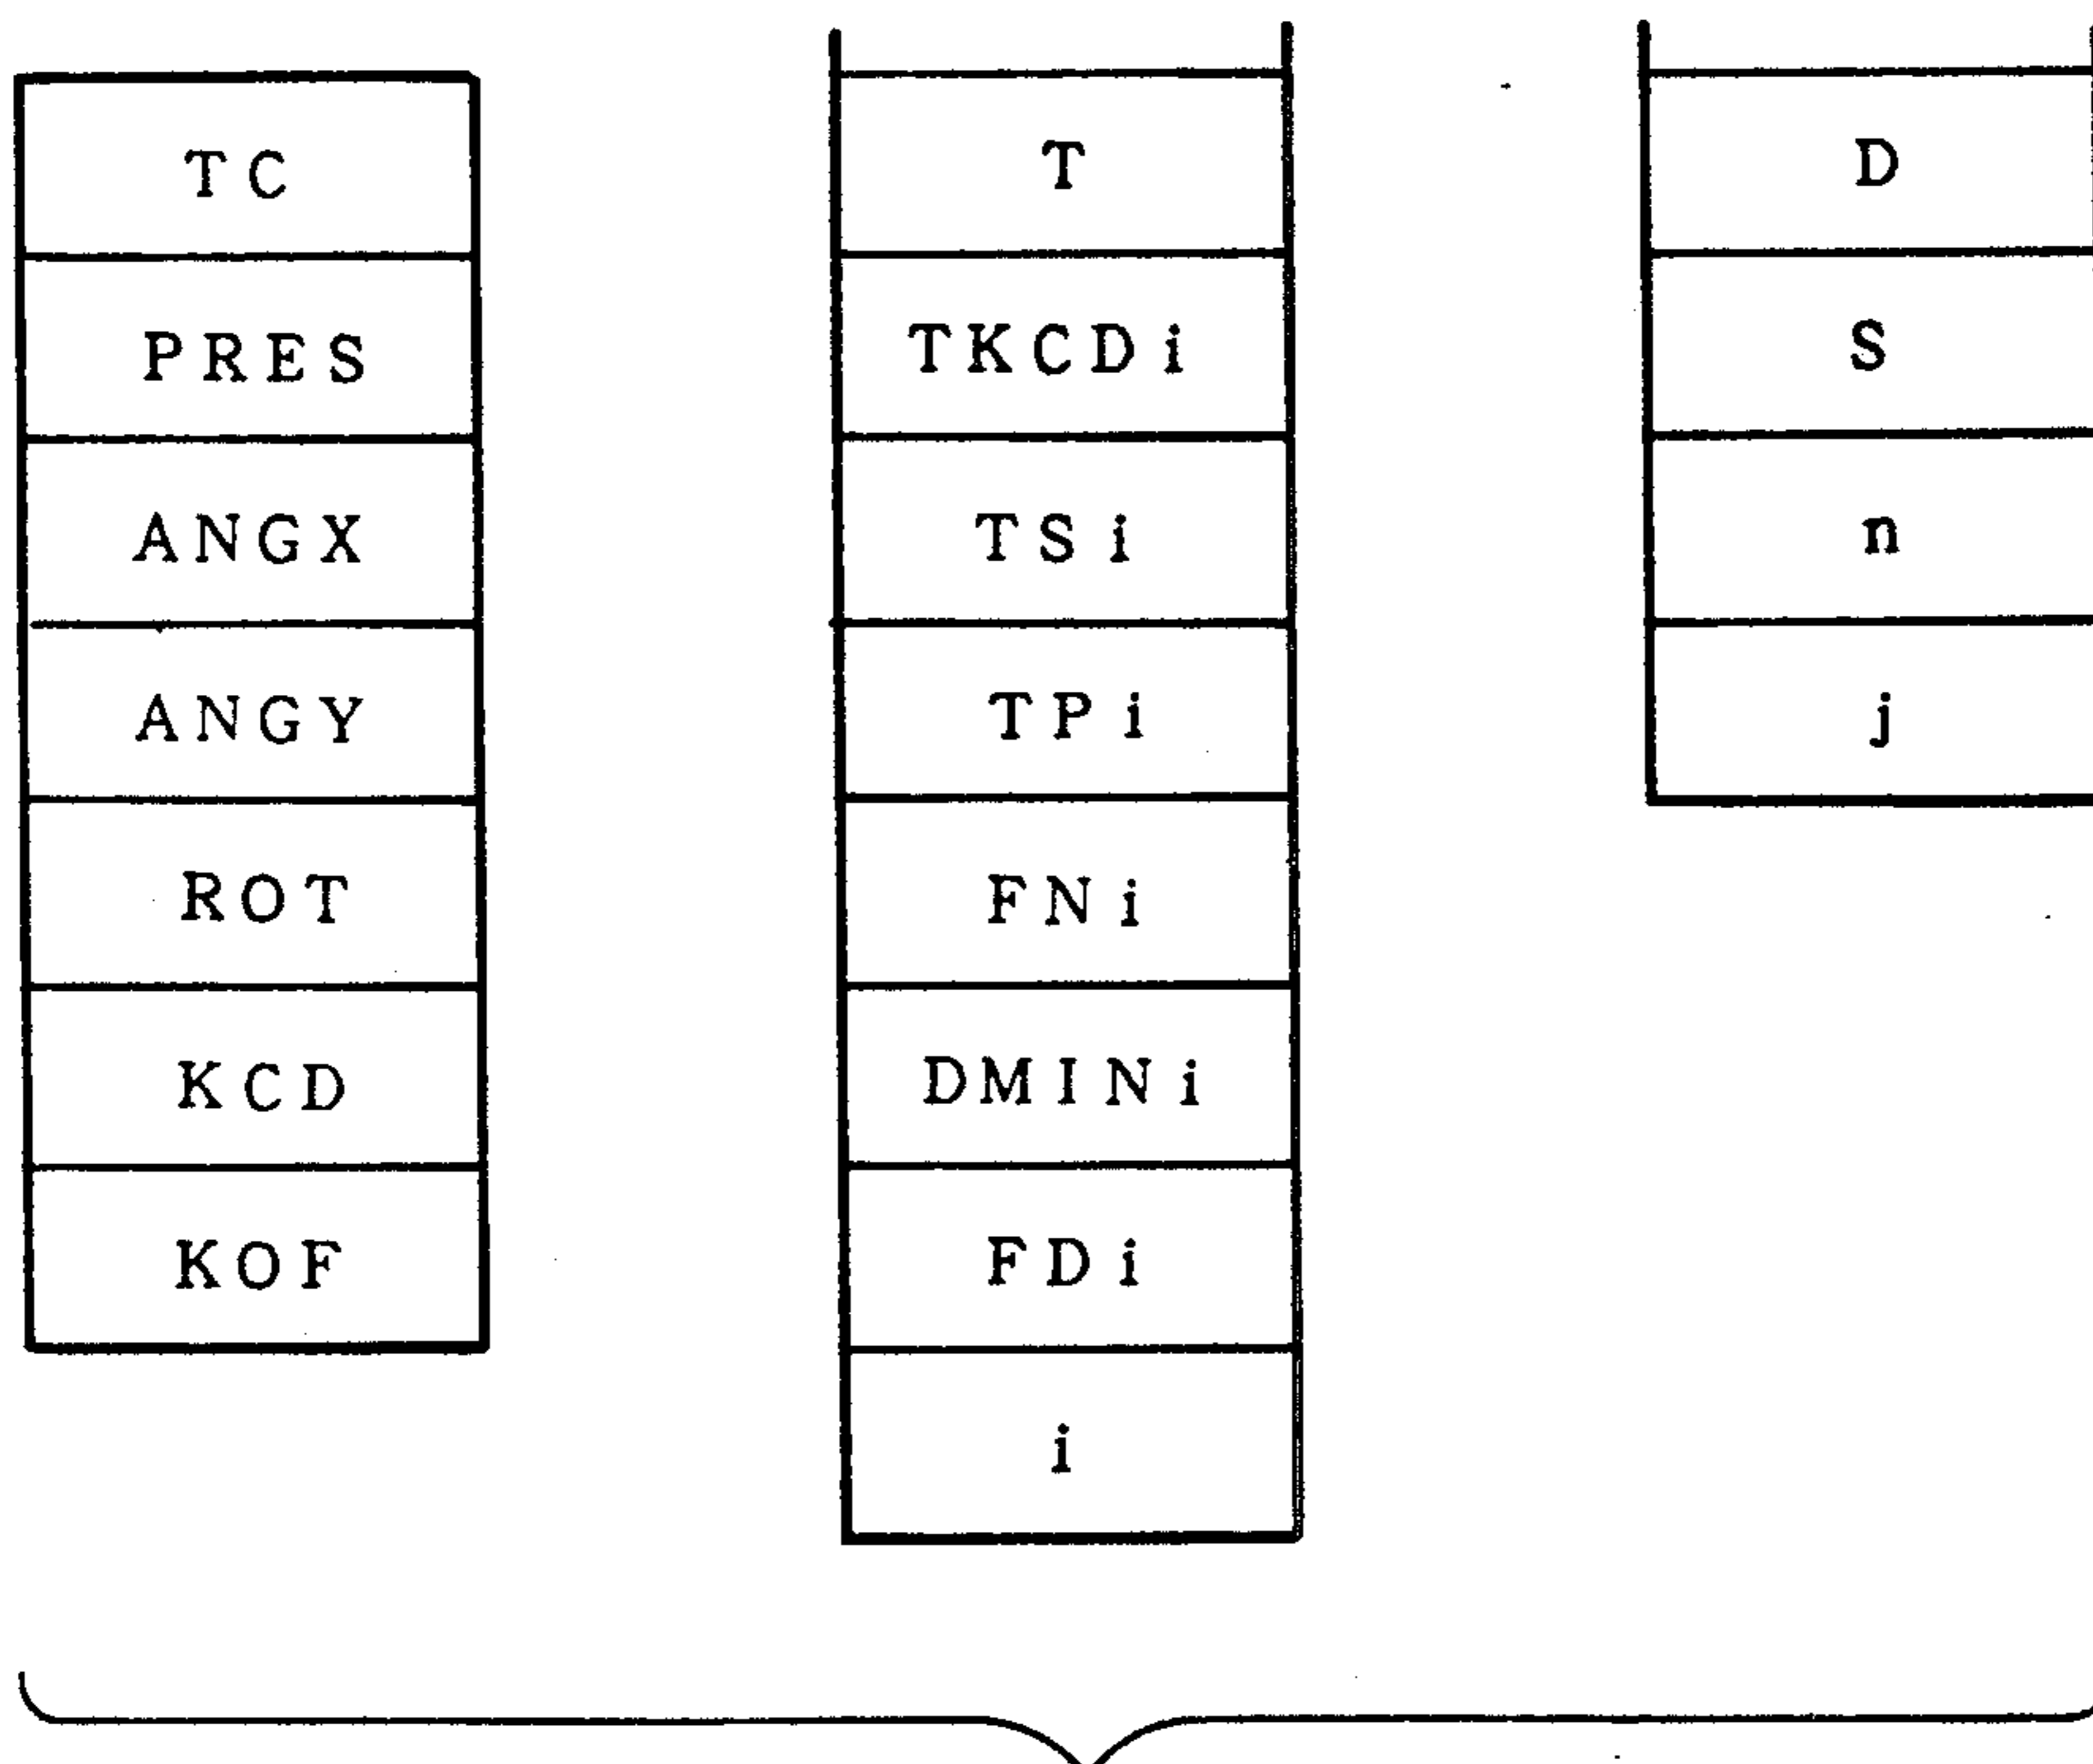 TC
PRES
ANGX
ANGY
ROT
KCD
KOF
T
TKCDi
TSi
TPi
FNi
DMINi
FDi
i
D
S
n
j